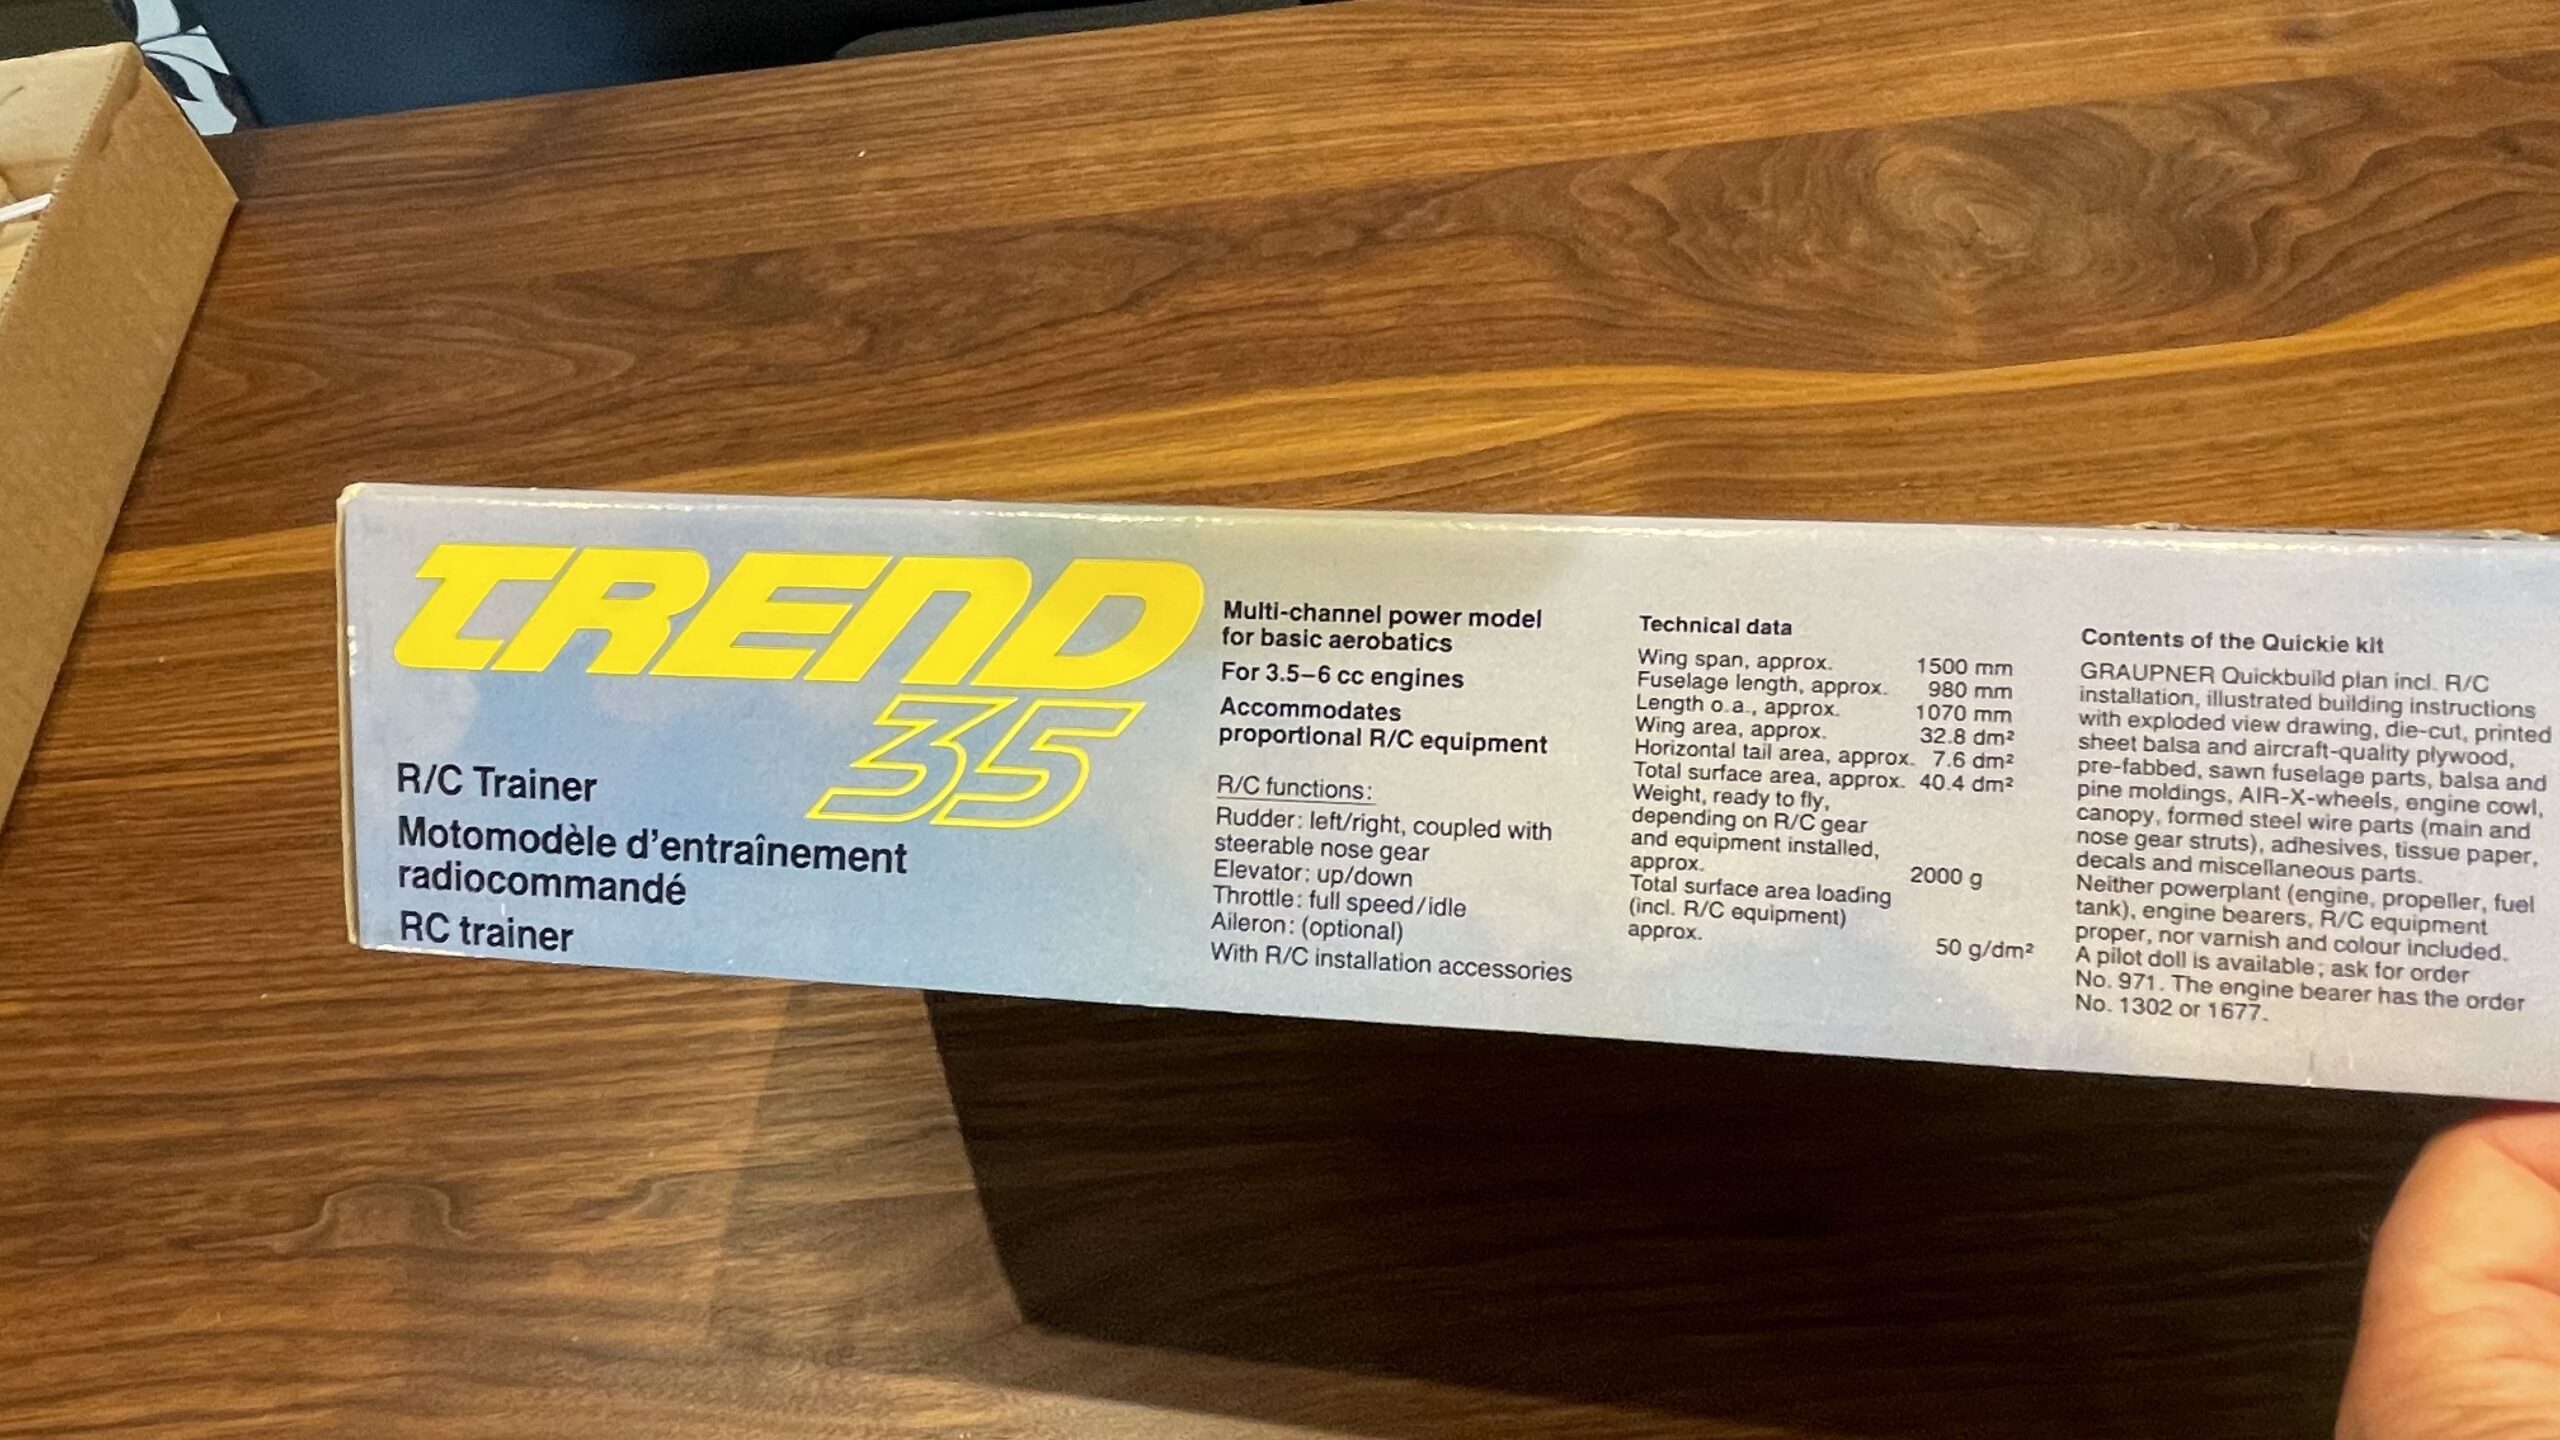 TREND
35
R/C Trainer
Motomodèle d'entraînement
radiocommandé
RC trainer
Multi-channel power model
for basic aerobatics
For 3.5–6 cc engines
Accommodates
proportional R/C equipment
R/C functions:
Rudder: left/right, coupled with
steerable nose gear
Elevator: up/down
Throttle: full speed/idle
Aileron: (optional)
With R/C installation accessories
Technical data
Wing span, approx. 1500 mm
Fuselage length, approx. 980 mm
Length o.a., approx. 1070 mm
Wing area, approx. 32.8 dm²
Horizontal tail area, approx. 7.6 dm²
Total surface area, approx. 40.4 dm²
Weight, ready to fly,
depending on R/C gear
and equipment installed,
approx. 2000 g
Total surface area loading
(incl. R/C equipment)
approx. 50 g/dm²
Contents of the Quickie kit
GRAUPNER Quickbuild plan incl. R/C
installation, illustrated building instructions
with exploded view drawing, die-cut, printed
sheet balsa and aircraft-quality plywood,
pre-fabbed, sawn fuselage parts, balsa and
pine moldings, AIR-X-wheels, engine cowl,
canopy, formed steel wire parts (main and
nose gear struts), adhesives, tissue paper,
decals and miscellaneous parts.
Neither powerplant (engine, propeller, fuel
tank), engine bearers, R/C equipment
proper, nor varnish and colour included.
A pilot doll is available; ask for order
No. 971. The engine bearer has the order
No. 1302 or 1677.